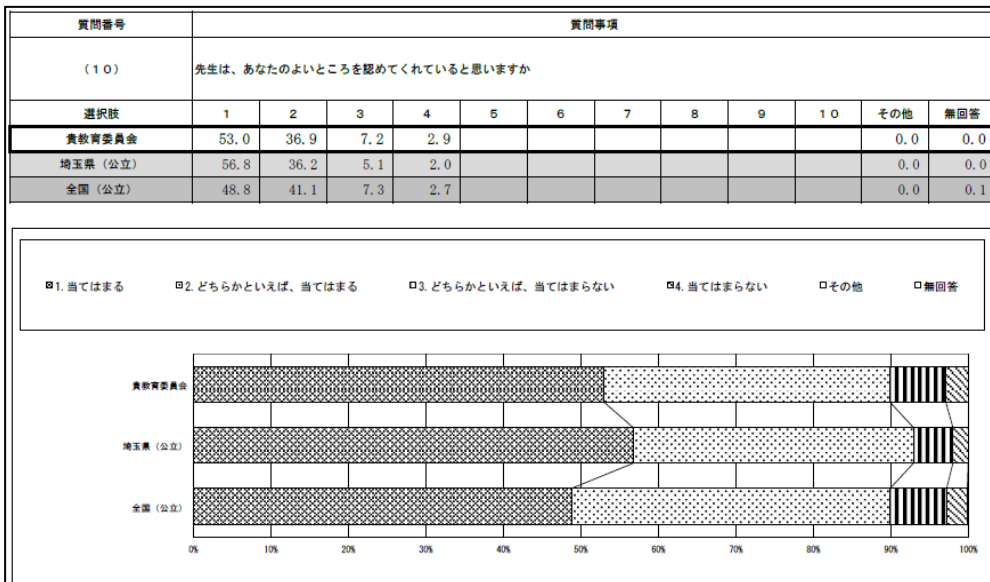 質問番号 質問事項
(10) 先生は、あなたのよいところを認めてくれていると思いますか
選択肢 1 2 3 4 5 6 7 8 9 10 その他 無回答
貴教育委員会 53.0 36.9 7.2 2.9 0.0 0.0
埼玉県(公立) 56.8 36.2 5.1 2.0 0.0 0.0
全国(公立) 48.8 41.1 7.3 2.7 0.0 0.1
1.当てはまる 2.どちらかといえば、当てはまる 3.どちらかといえば、当てはまらない 4.当てはまらない その他 無回答
貴教育委員会
埼玉県(公立)
全国(公立)
0% 10% 20% 30% 40% 50% 60% 70% 80% 90% 100%